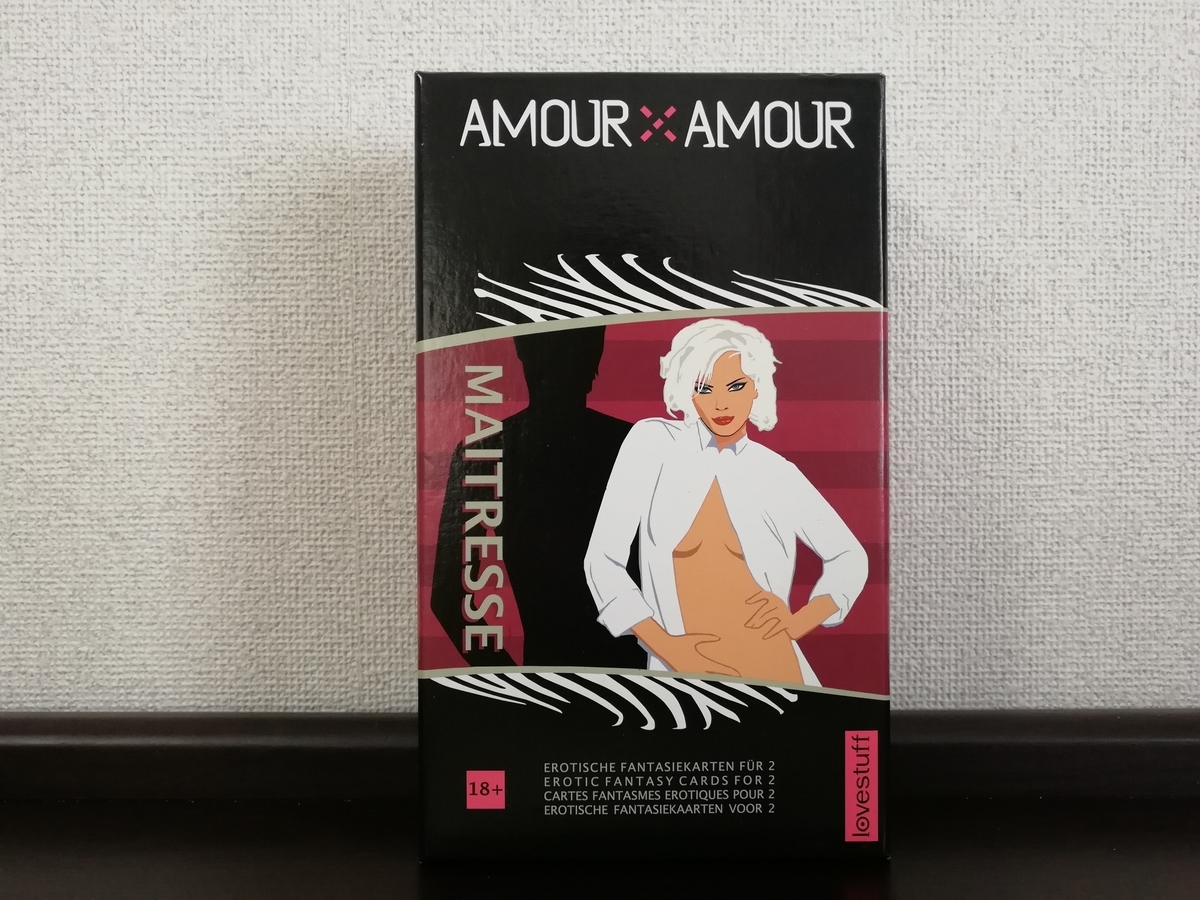 AMOUR AMOUR
MAITRESSE
18+
EROTISCHE FANTASIEKARTEN FÜR 2
EROTIC FANTASY CARDS FOR 2
CARTES FANTASMES EROTIQUES POUR 2
EROTISCHE FANTASIEKAARTEN VOOR 2
lovestuff